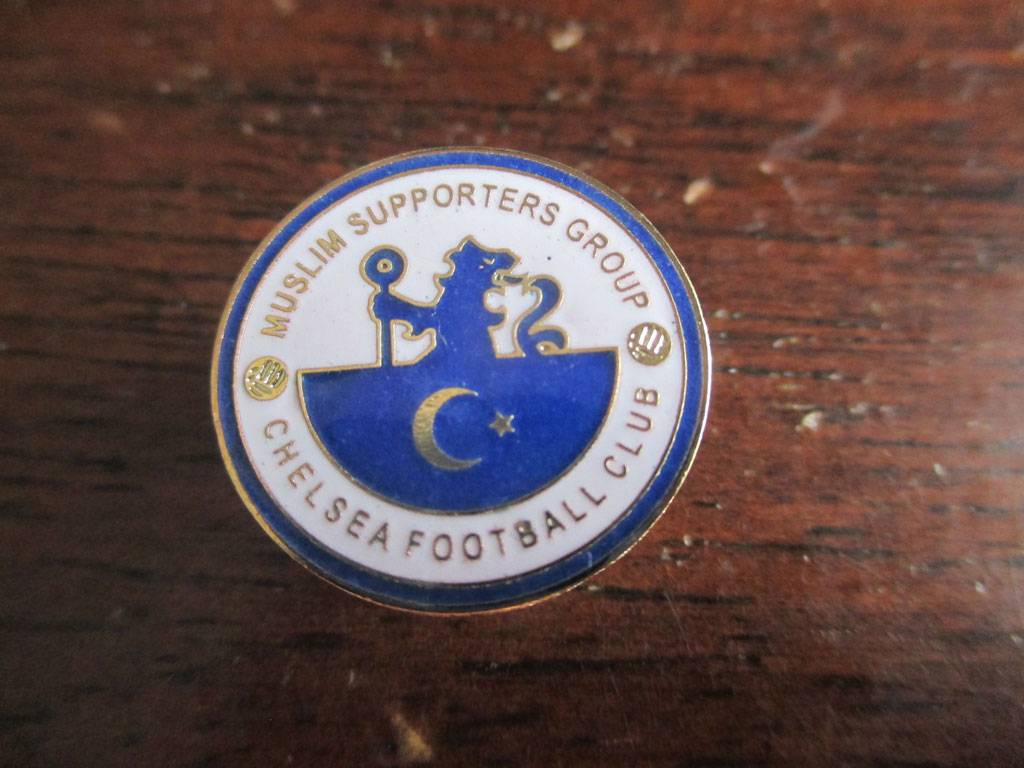 MUSLIM SUPPORTERS GROUP
CHELSEA FOOTBALL CLUB